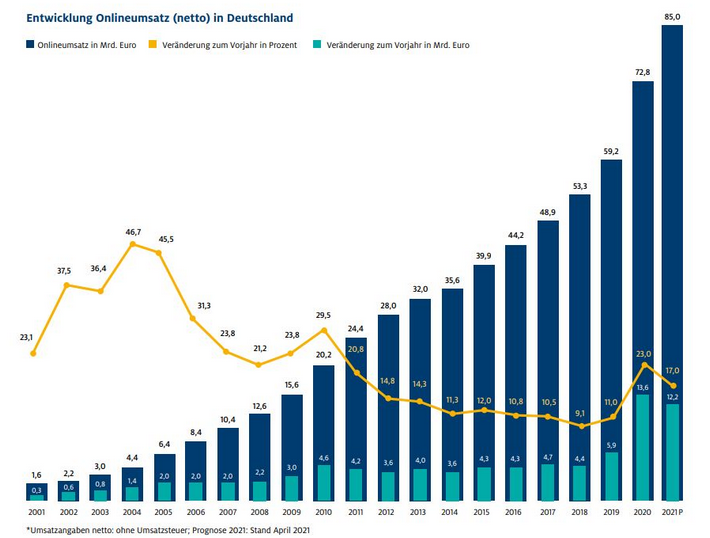 Entwicklung Onlineumsatz (netto) in Deutschland
Onlineumsatz in Mrd. Euro Veränderung zum Vorjahr in Prozent Veränderung zum Vorjahr in Mrd. Euro
1,6 2,2 3,0 4,4 6,4 8,4 10,4 12,6 15,6 20,2 24,4 28,0 32,0 35,6 39,9 44,2 48,9 53,3 59,2 72,8 85,0
23,1 37,5 36,4 46,7 45,5 31,3 23,8 21,2 23,8 29,5 20,8 14,8 14,3 11,3 12,0 10,8 10,5 9,1 11,0 23,0 17,0
0,3 0,6 0,8 1,4 2,0 2,0 2,0 2,2 3,0 4,6 4,2 3,6 4,0 3,6 4,3 4,3 4,7 4,4 5,9 13,6 12,2
2001 2002 2003 2004 2005 2006 2007 2008 2009 2010 2011 2012 2013 2014 2015 2016 2017 2018 2019 2020 2021P
*Umsatzangaben netto: ohne Umsatzsteuer; Prognose 2021: Stand April 2021